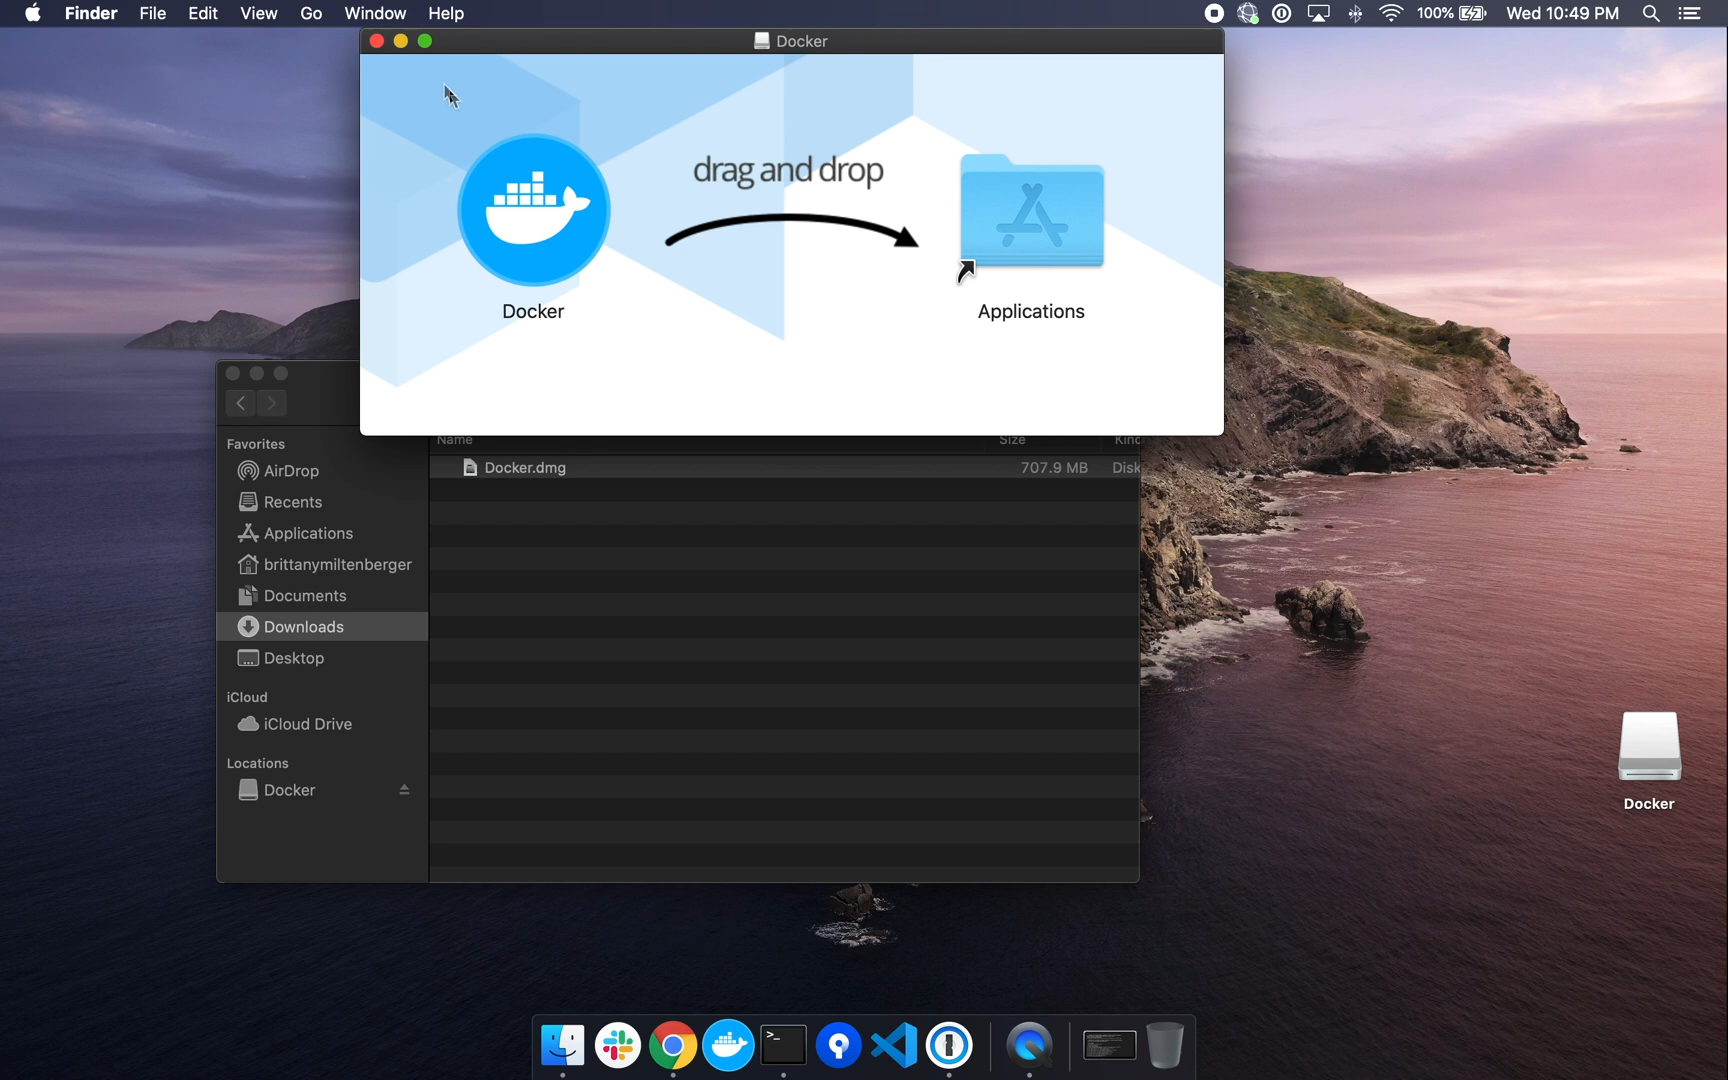 Finder File Edit View Go Window Help
100% Wed 10:49 PM
Docker
drag and drop
Docker
Applications
Name Size Kind
Favorites
AirDrop
Recents
Applications
brittanymiltenberger
Documents
Downloads
Desktop
iCloud
iCloud Drive
Locations
Docker
Docker.dmg 707.9 MB Disk
Docker